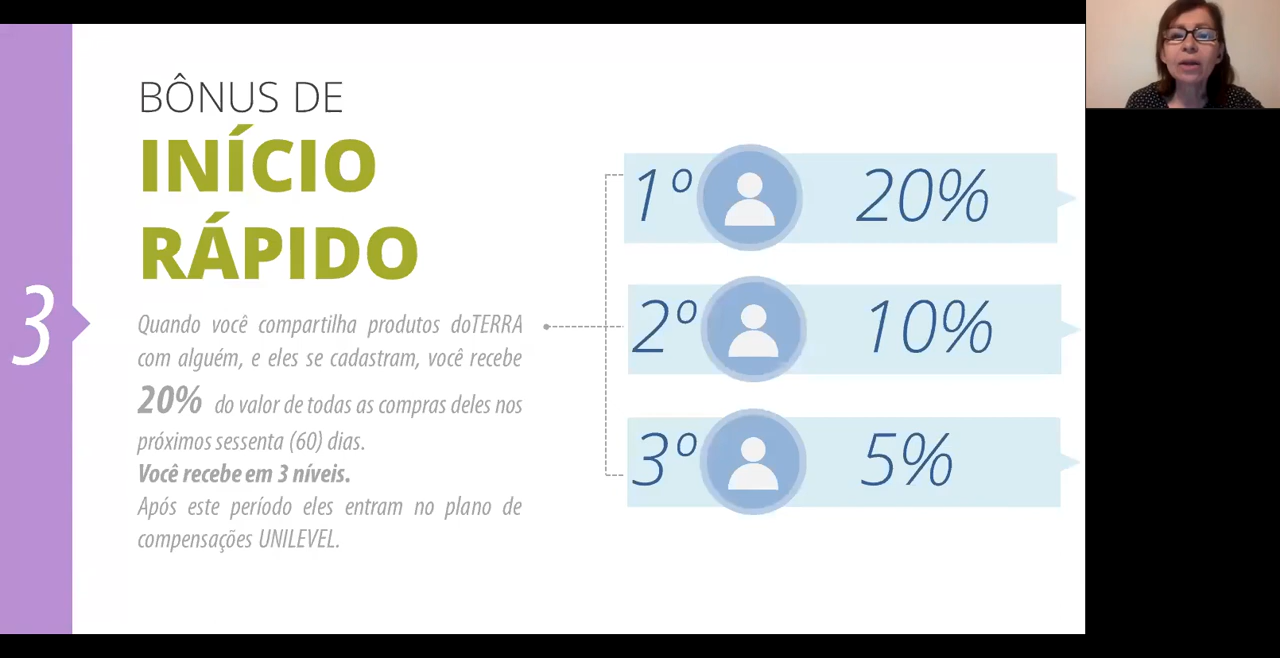 3
BÔNUS DE
INÍCIO
RÁPIDO
Quando você compartilha produtos doTERRA
com alguém, e eles se cadastram, você recebe
20% do valor de todas as compras deles nos
próximos sessenta (60) dias.
Você recebe em 3 níveis.
Após este período eles entram no plano de
compensações UNILEVEL.
1º 20%
2º 10%
3º 5%